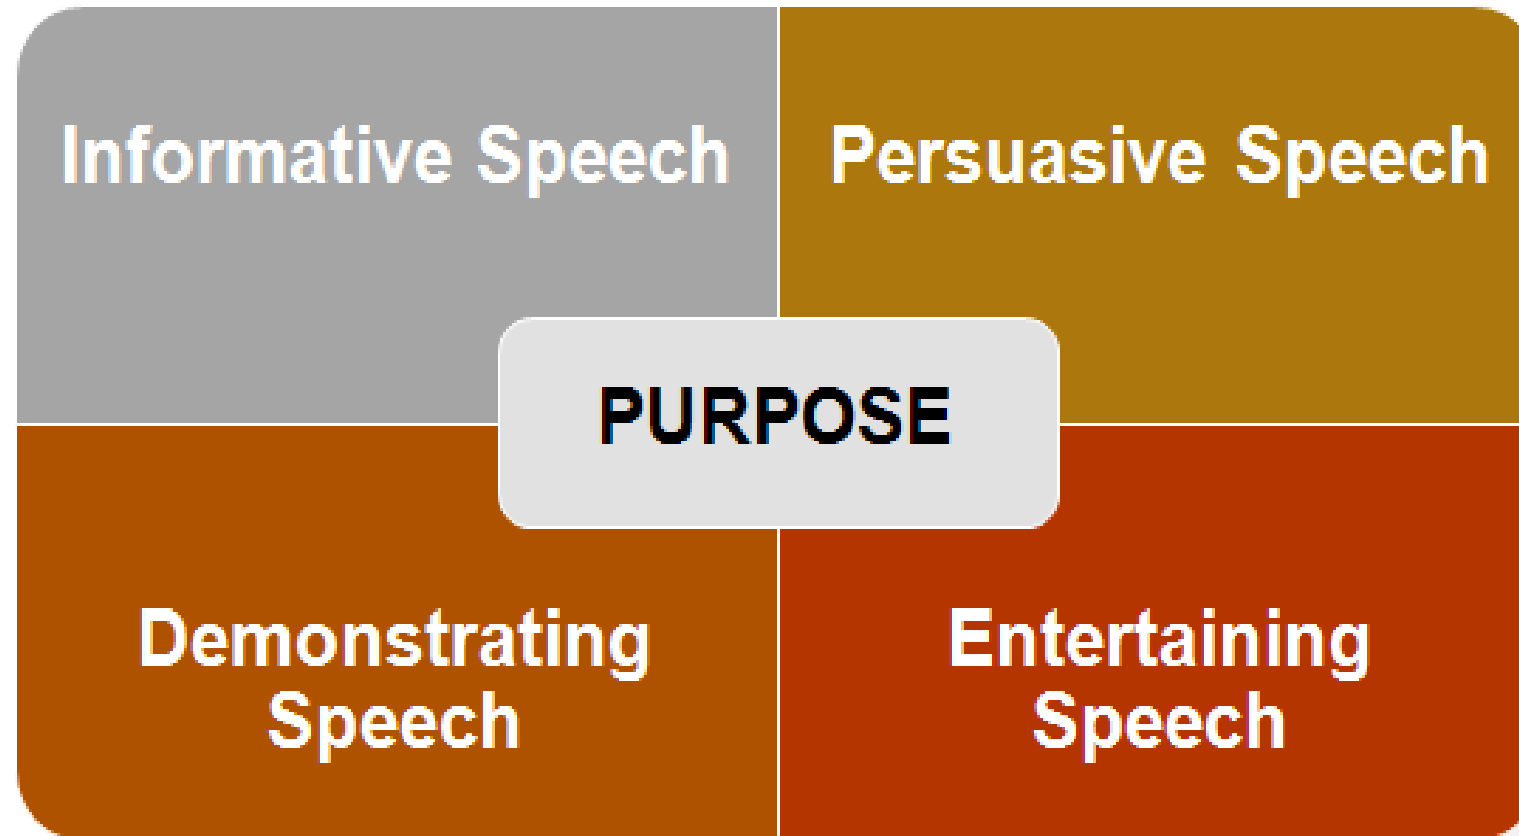 Informative Speech
Persuasive Speech
PURPOSE
Demonstrating
Speech
Entertaining
Speech